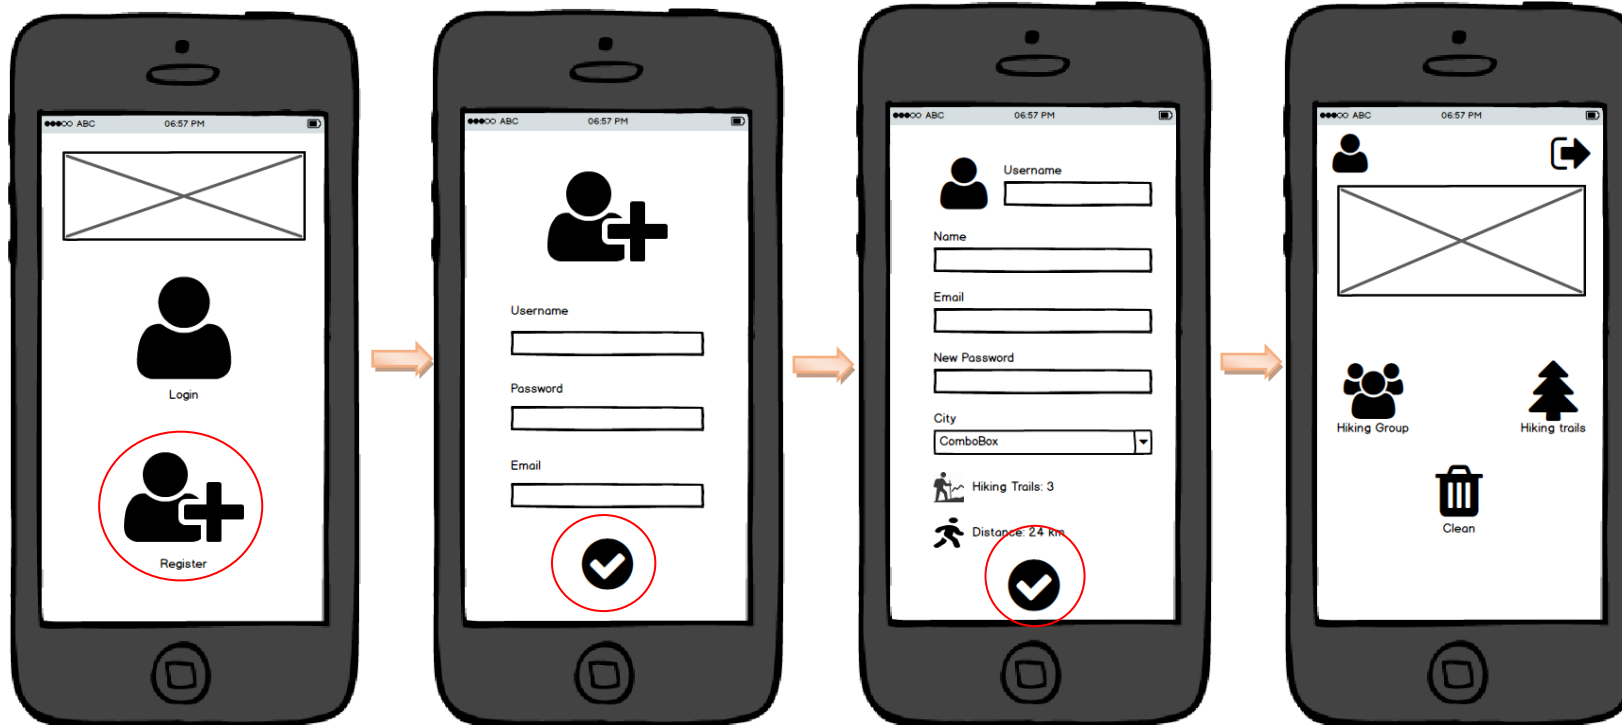 ABC 06:57 PM
Login
Register
ABC 06:57 PM
Username
Password
Email
ABC 06:57 PM
Username
Name
Email
New Password
City
ComboBox
Hiking Trails: 3
Distance: 24 km
ABC 06:57 PM
Hiking Group
Hiking trails
Clean